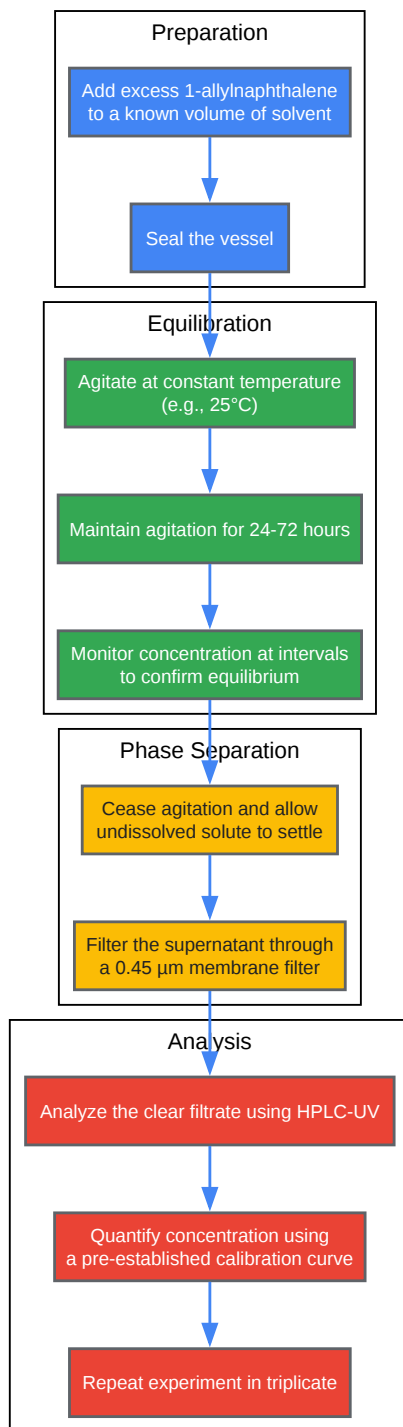 Preparation
Add excess 1-allylnaphthalene
to a known volume of solvent
Seal the vessel
Equilibration
Agitate at constant temperature
(e.g., 25°C)
Maintain agitation for 24-72 hours
Monitor concentration at intervals
to confirm equilibrium
Phase Separation
Cease agitation and allow
undissolved solute to settle
Filter the supernatant through
a 0.45 µm membrane filter
Analysis
Analyze the clear filtrate using HPLC-UV
Quantify concentration using
a pre-established calibration curve
Repeat experiment in triplicate